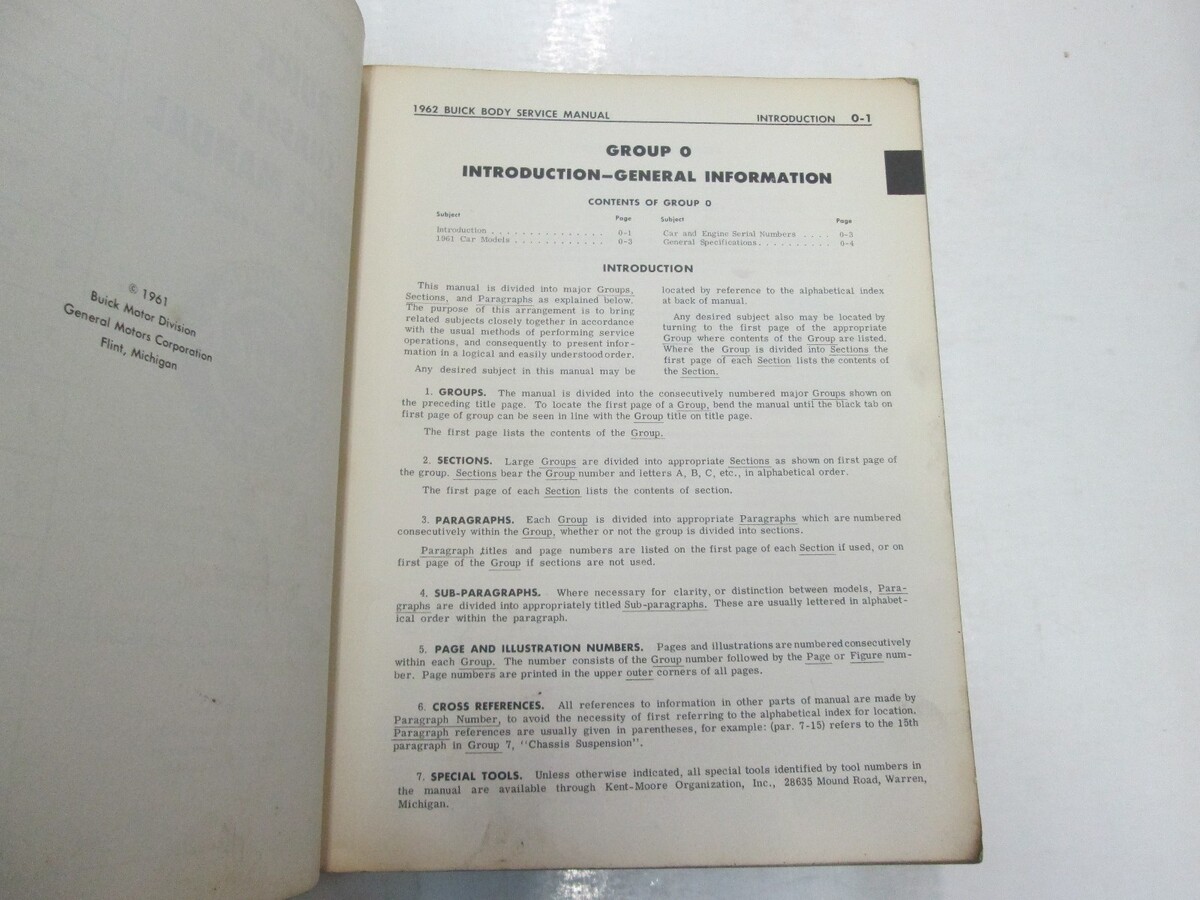 © 1961
Buick Motor Division
General Motors Corporation
Flint, Michigan
1962 BUICK BODY SERVICE MANUAL
INTRODUCTION 0-1
GROUP 0
INTRODUCTION—GENERAL INFORMATION
CONTENTS OF GROUP 0
Subject Page
Introduction . . . . . . . . . . . . . . . 0-1
1961 Car Models . . . . . . . . . . . . 0-3
Subject Page
Car and Engine Serial Numbers . . . . 0-3
General Specifications. . . . . . . . . . 0-4
INTRODUCTION
This manual is divided into major Groups,
Sections, and Paragraphs as explained below.
The purpose of this arrangement is to bring
related subjects closely together in accordance
with the usual methods of performing service
operations, and consequently to present infor-
mation in a logical and easily understood order.
Any desired subject in this manual may be
located by reference to the alphabetical index
at back of manual.
Any desired subject also may be located by
turning to the first page of the appropriate
Group where contents of the Group are listed.
Where the Group is divided into Sections the
first page of each Section lists the contents of
the Section.
1. GROUPS. The manual is divided into the consecutively numbered major Groups shown on
the preceding title page. To locate the first page of a Group, bend the manual until the black tab on
first page of group can be seen in line with the Group title on title page.
The first page lists the contents of the Group.
2. SECTIONS. Large Groups are divided into appropriate Sections as shown on first page of
the group. Sections bear the Group number and letters A, B, C, etc., in alphabetical order.
The first page of each Section lists the contents of section.
3. PARAGRAPHS. Each Group is divided into appropriate Paragraphs which are numbered
consecutively within the Group, whether or not the group is divided into sections.
Paragraph titles and page numbers are listed on the first page of each Section if used, or on
first page of the Group if sections are not used.
4. SUB-PARAGRAPHS. Where necessary for clarity, or distinction between models, Para-
graphs are divided into appropriately titled Sub-paragraphs. These are usually lettered in alphabet-
ical order within the paragraph.
5. PAGE AND ILLUSTRATION NUMBERS. Pages and illustrations are numbered consecutively
within each Group. The number consists of the Group number followed by the Page or Figure num-
ber. Page numbers are printed in the upper outer corners of all pages.
6. CROSS REFERENCES. All references to information in other parts of manual are made by
Paragraph Number, to avoid the necessity of first referring to the alphabetical index for location.
Paragraph references are usually given in parentheses, for example: (par. 7-15) refers to the 15th
paragraph in Group 7, "Chassis Suspension".
7. SPECIAL TOOLS. Unless otherwise indicated, all special tools identified by tool numbers in
the manual are available through Kent-Moore Organization, Inc., 28635 Mound Road, Warren,
Michigan.